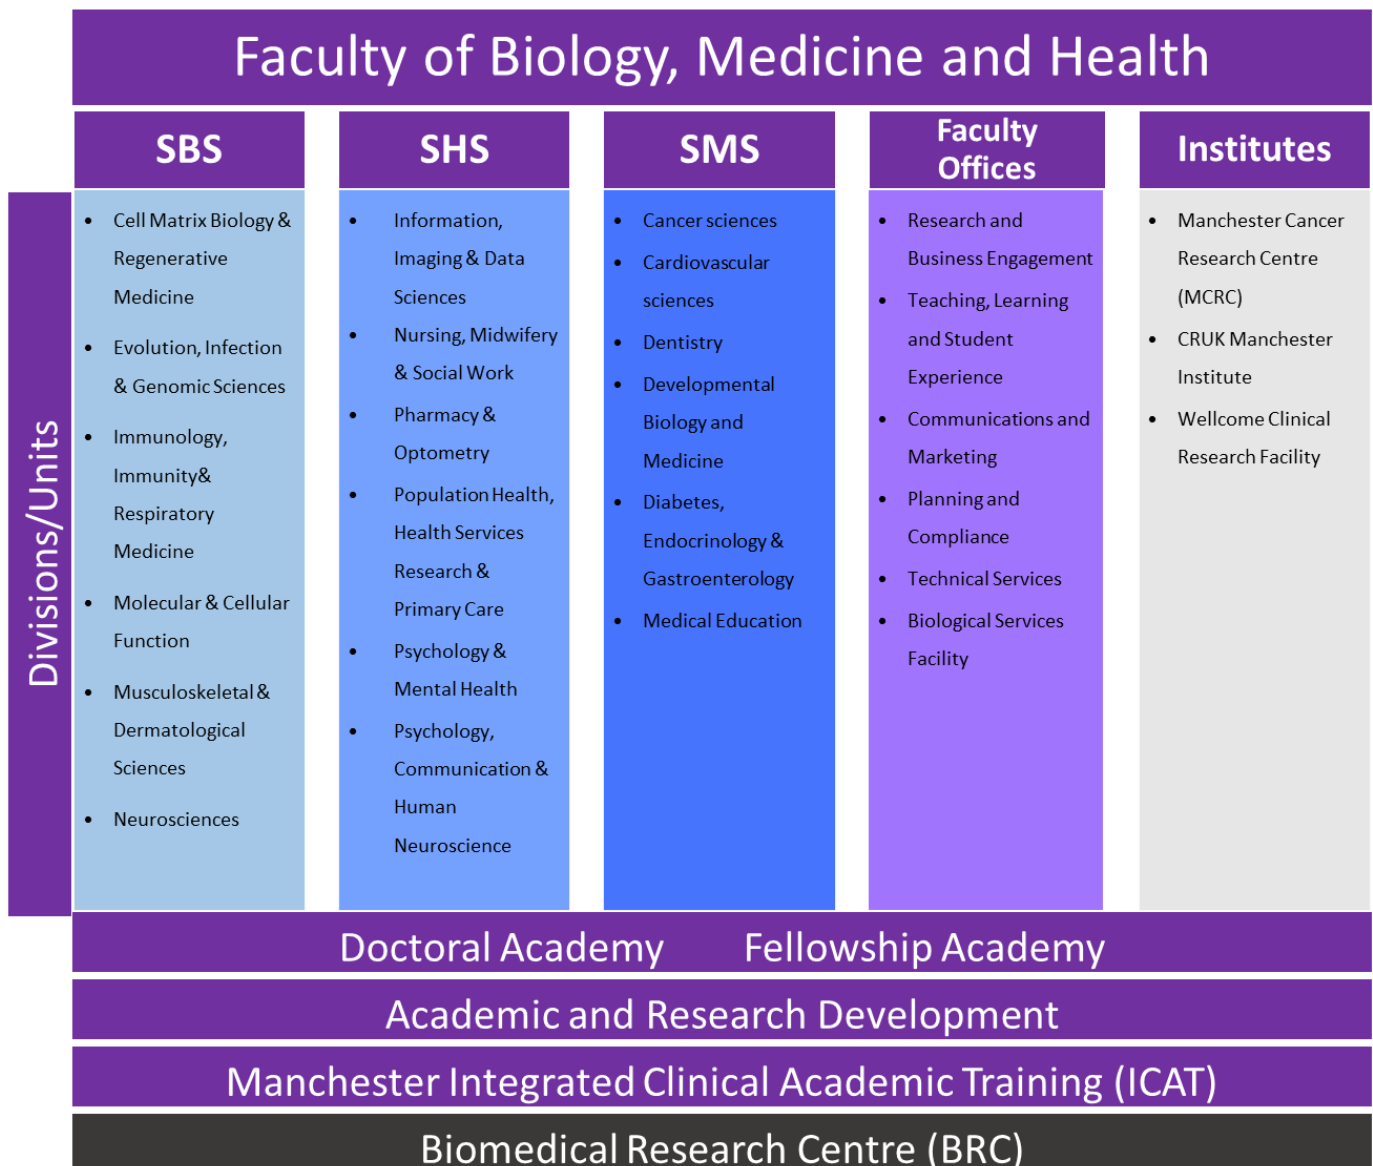 Faculty of Biology, Medicine and Health
SBS
SHS
SMS
Faculty
Offices
Institutes
Divisions/Units
• Cell Matrix Biology &
Regenerative
Medicine
• Evolution, Infection
& Genomic Sciences
• Immunology,
Immunity&
Respiratory
Medicine
• Molecular & Cellular
Function
• Musculoskeletal &
Dermatological
Sciences
• Neurosciences
• Information,
Imaging & Data
Sciences
• Nursing, Midwifery
& Social Work
• Pharmacy &
Optometry
• Population Health,
Health Services
Research &
Primary Care
• Psychology &
Mental Health
• Psychology,
Communication &
Human
Neuroscience
• Cancer sciences
• Cardiovascular
sciences
• Dentistry
• Developmental
Biology and
Medicine
• Diabetes,
Endocrinology &
Gastroenterology
• Medical Education
• Research and
Business Engagement
• Teaching, Learning
and Student
Experience
• Communications and
Marketing
• Planning and
Compliance
• Technical Services
• Biological Services
Facility
• Manchester Cancer
Research Centre
(MCRC)
• CRUK Manchester
Institute
• Wellcome Clinical
Research Facility
Doctoral Academy Fellowship Academy
Academic and Research Development
Manchester Integrated Clinical Academic Training (ICAT)
Biomedical Research Centre (BRC)